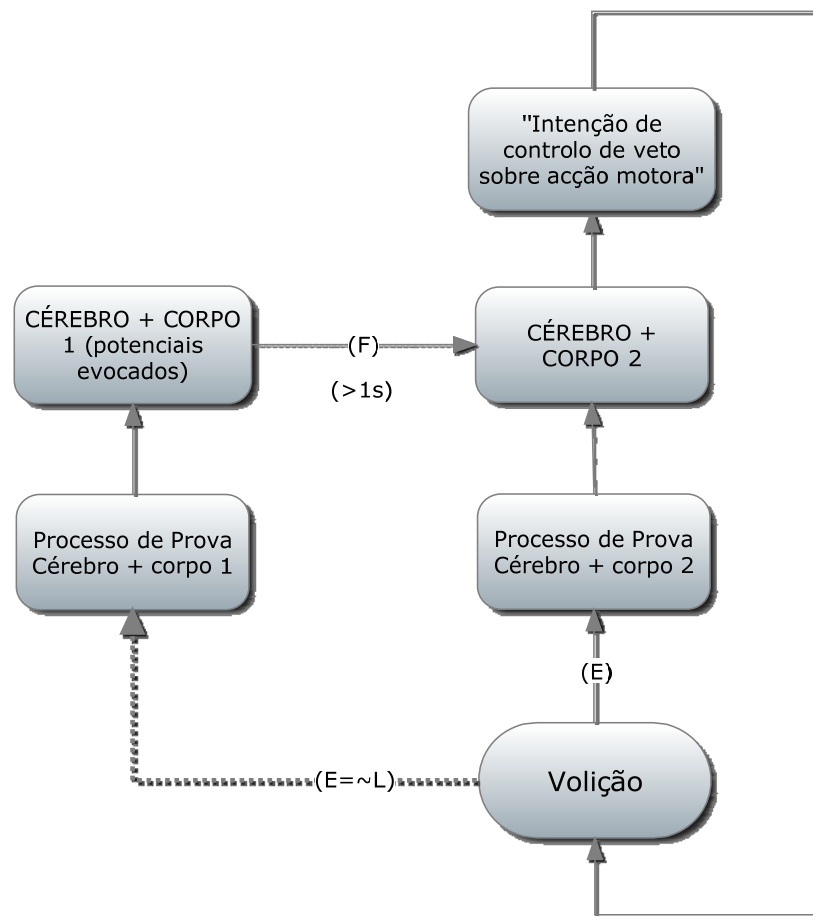 "Intenção de
controlo de veto
sobre acção motora"
CÉREBRO + CORPO
1 (potenciais
evocados)
(F)
(>1s)
CÉREBRO +
CORPO 2
Processo de Prova
Cérebro + corpo 1
Processo de Prova
Cérebro + corpo 2
(E)
(E=~L)
Volição